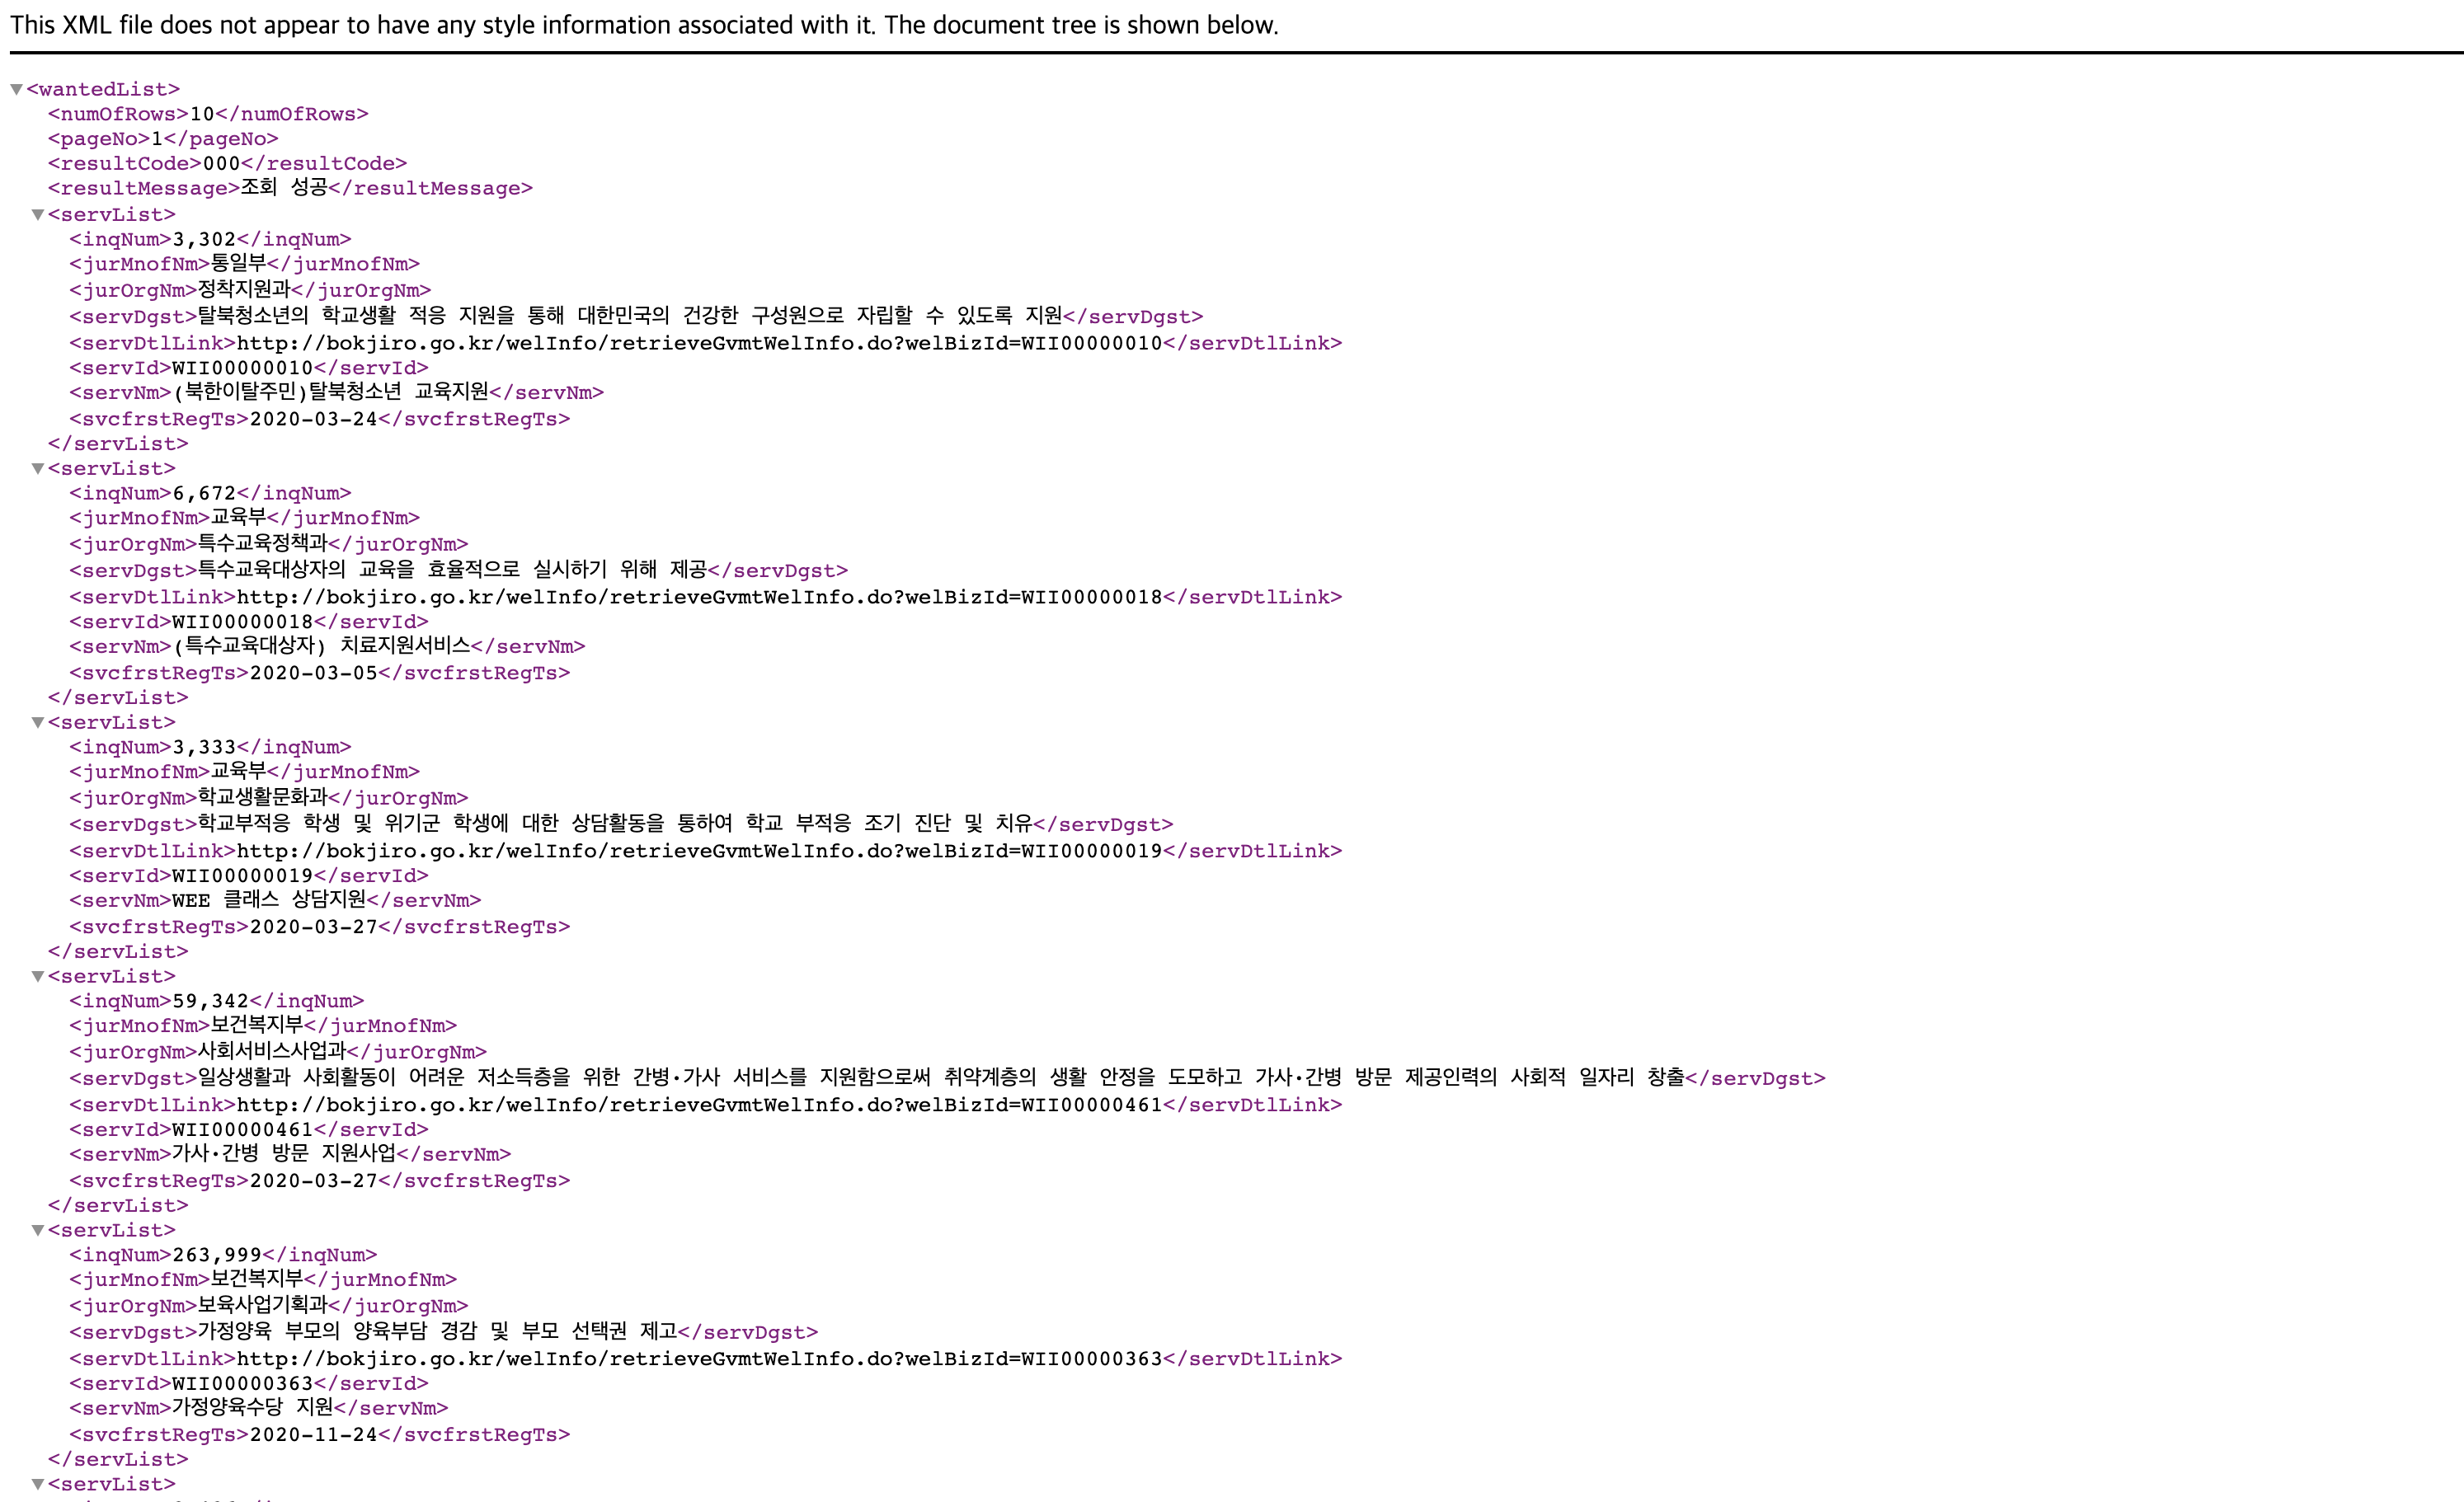 This XML file does not appear to have any style information associated with it. The document tree is shown below.
▼<wantedList>
<numOfRows>10</numOfRows>
<pageNo>1</pageNo>
<resultCode>000</resultCode>
<resultMessage>조회 성공</resultMessage>
▼<servList>
<inqNum>3,302</inqNum>
<jurMnofNm>통일부</jurMnofNm>
<jurOrgNm>정착지원과</jurOrgNm>
<servDgst>탈북청소년의 학교생활 적응 지원을 통해 대한민국의 건강한 구성원으로 자립할 수 있도록 지원</servDgst>
<servDtlLink>http://bokjiro.go.kr/welInfo/retrieveGvmtWelInfo.do?welBizId=WII00000010</servDtlLink>
<servId>WII00000010</servId>
<servNm>(북한이탈주민)탈북청소년 교육지원</servNm>
<svcfrstRegTs>2020-03-24</svcfrstRegTs>
</servList>
▼<servList>
<inqNum>6,672</inqNum>
<jurMnofNm>교육부</jurMnofNm>
<jurOrgNm>특수교육정책과</jurOrgNm>
<servDgst>특수교육대상자의 교육을 효율적으로 실시하기 위해 제공</servDgst>
<servDtlLink>http://bokjiro.go.kr/welInfo/retrieveGvmtWelInfo.do?welBizId=WII00000018</servDtlLink>
<servId>WII00000018</servId>
<servNm>(특수교육대상자) 치료지원서비스</servNm>
<svcfrstRegTs>2020-03-05</svcfrstRegTs>
</servList>
▼<servList>
<inqNum>3,333</inqNum>
<jurMnofNm>교육부</jurMnofNm>
<jurOrgNm>학교생활문화과</jurOrgNm>
<servDgst>학교부적응 학생 및 위기군 학생에 대한 상담활동을 통하여 학교 부적응 조기 진단 및 치유</servDgst>
<servDtlLink>http://bokjiro.go.kr/welInfo/retrieveGvmtWelInfo.do?welBizId=WII00000019</servDtlLink>
<servId>WII00000019</servId>
<servNm>WEE 클래스 상담지원</servNm>
<svcfrstRegTs>2020-03-27</svcfrstRegTs>
</servList>
▼<servList>
<inqNum>59,342</inqNum>
<jurMnofNm>보건복지부</jurMnofNm>
<jurOrgNm>사회서비스사업과</jurOrgNm>
<servDgst>일상생활과 사회활동이 어려운 저소득층을 위한 간병·가사 서비스를 지원함으로써 취약계층의 생활 안정을 도모하고 가사·간병 방문 제공인력의 사회적 일자리 창출</servDgst>
<servDtlLink>http://bokjiro.go.kr/welInfo/retrieveGvmtWelInfo.do?welBizId=WII00000461</servDtlLink>
<servId>WII00000461</servId>
<servNm>가사·간병 방문 지원사업</servNm>
<svcfrstRegTs>2020-03-27</svcfrstRegTs>
</servList>
▼<servList>
<inqNum>263,999</inqNum>
<jurMnofNm>보건복지부</jurMnofNm>
<jurOrgNm>보육사업기획과</jurOrgNm>
<servDgst>가정양육 부모의 양육부담 경감 및 부모 선택권 제고</servDgst>
<servDtlLink>http://bokjiro.go.kr/welInfo/retrieveGvmtWelInfo.do?welBizId=WII00000363</servDtlLink>
<servId>WII00000363</servId>
<servNm>가정양육수당 지원</servNm>
<svcfrstRegTs>2020-11-24</svcfrstRegTs>
</servList>
▼<servList>